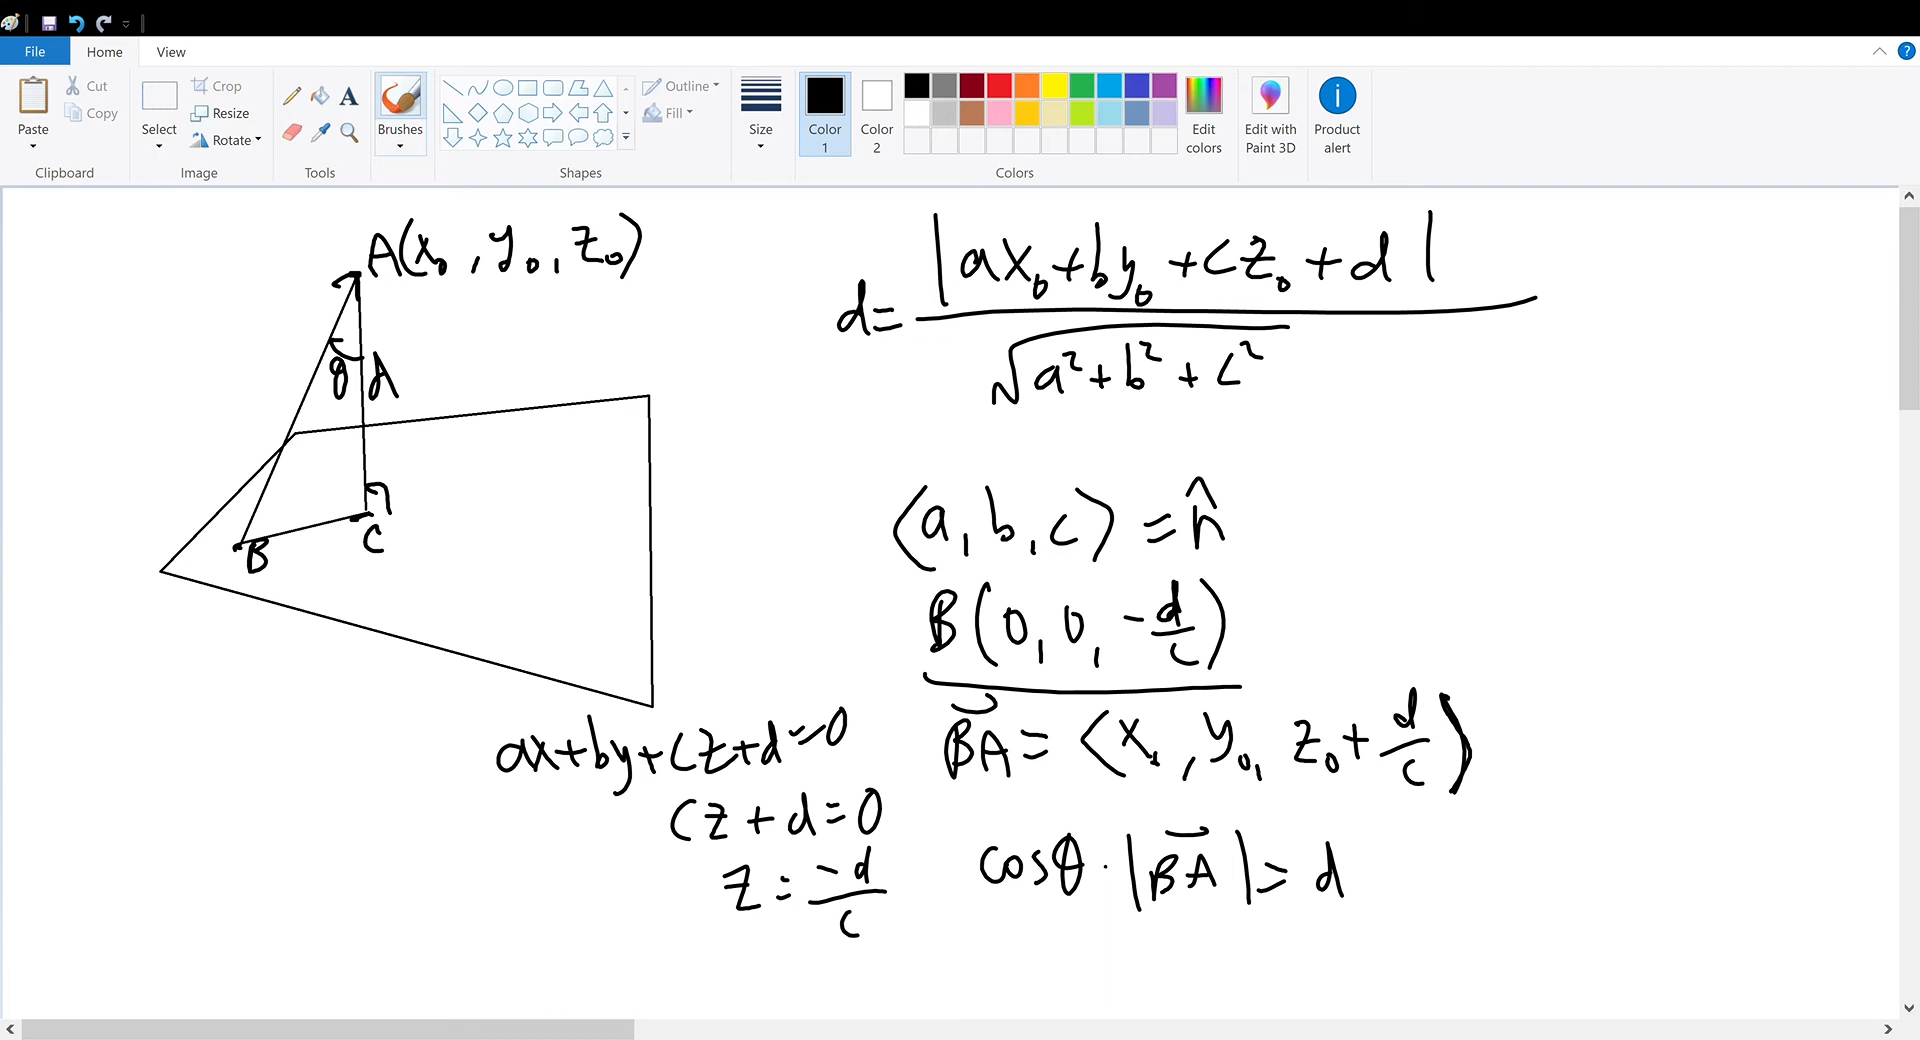 File Home View
Paste
Cut
Copy
Clipboard
Select
Crop
Resize
Rotate
Image
A
Tools
Brushes
Shapes
Outline
Fill
Size
Color 1
Color 2
Colors
Edit colors
Edit with Paint 3D
Product alert
A(x₀, y₀, z₀)
θ d
B
C
d = |ax₀+by₀+cz₀+d| / √(a²+b²+c²)
⟨a, b, c⟩ = n̂
B(0, 0, -d/c)
ax+by+cz+d=0
cz+d=0
z = -d/c
BA = ⟨x₀, y₀, z₀+d/c⟩
cosθ · |BA| = d